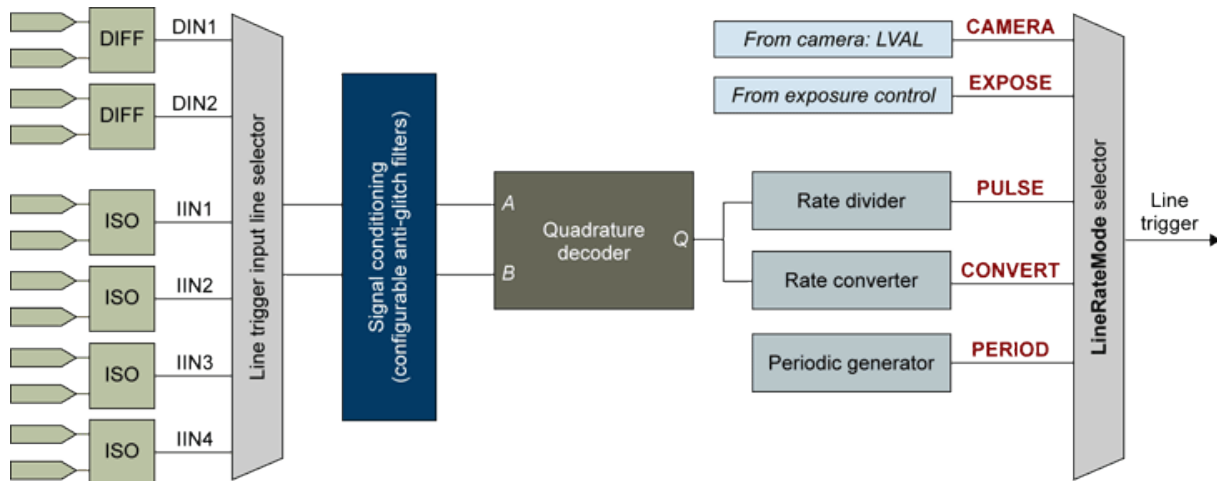 DIFF
DIN1
DIFF
DIN2
ISO
IIN1
ISO
IIN2
ISO
IIN3
ISO
IIN4
Line trigger input line selector
Signal conditioning
(configurable anti-glitch filters)
A
B
Quadrature
decoder
Q
From camera: LVAL
CAMERA
From exposure control
EXPOSE
Rate divider
PULSE
Rate converter
CONVERT
Periodic generator
PERIOD
LineRateMode selector
Line
trigger